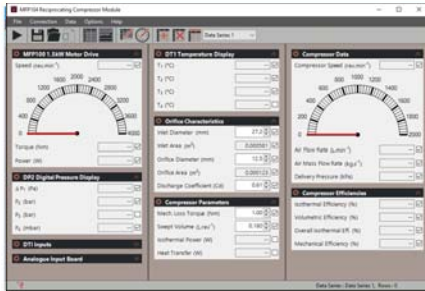 MFP104 Reciprocating Compressor Module
File Connection Data Options Help
Data Series 1
MFP100 1.5kW Motor Drive
Speed (rev.min⁻¹)
0 400 800 1200 1600 2000 2400 2800 3200 3600 4000
Torque (Nm)
Power (W)
DP2 Digital Pressure Display
Δ P₁ (Pa)
P₂ (bar)
P₃ (bar)
DTI Inputs
Analogue Input Board
DT1 Temperature Display
T₁ (°C)
T₂ (°C)
T₃ (°C)
T₄ (°C)
Orifice Characteristics
Inlet Diameter (mm)
Inlet Area (m²) 0.000581
Orifice Diameter (mm) 12.5
Orifice Area (m²) 0.000123
Discharge Coefficient (Cd) 0.61
Compressor Parameters
Mech. Loss Torque (Nm) 1.00
Swept Volume (L.rev⁻¹) 0.180
Isothermal Power (W)
Heat Transfer (W)
Compressor Data
Compressor Speed (rev.min⁻¹)
0 200 400 600 800 1000 1200 1400 1600 1800 2000
Air Flow Rate (L.min⁻¹)
Air Mass Flow Rate (kg.s⁻¹)
Delivery Pressure (kPa)
Compressor Efficiencies
Isothermal Efficiency (%)
Volumetric Efficiency (%)
Overall Isothermal Eff. (%)
Mechanical Efficiency (%)
Data Series - Data Series 1, Rows - 0